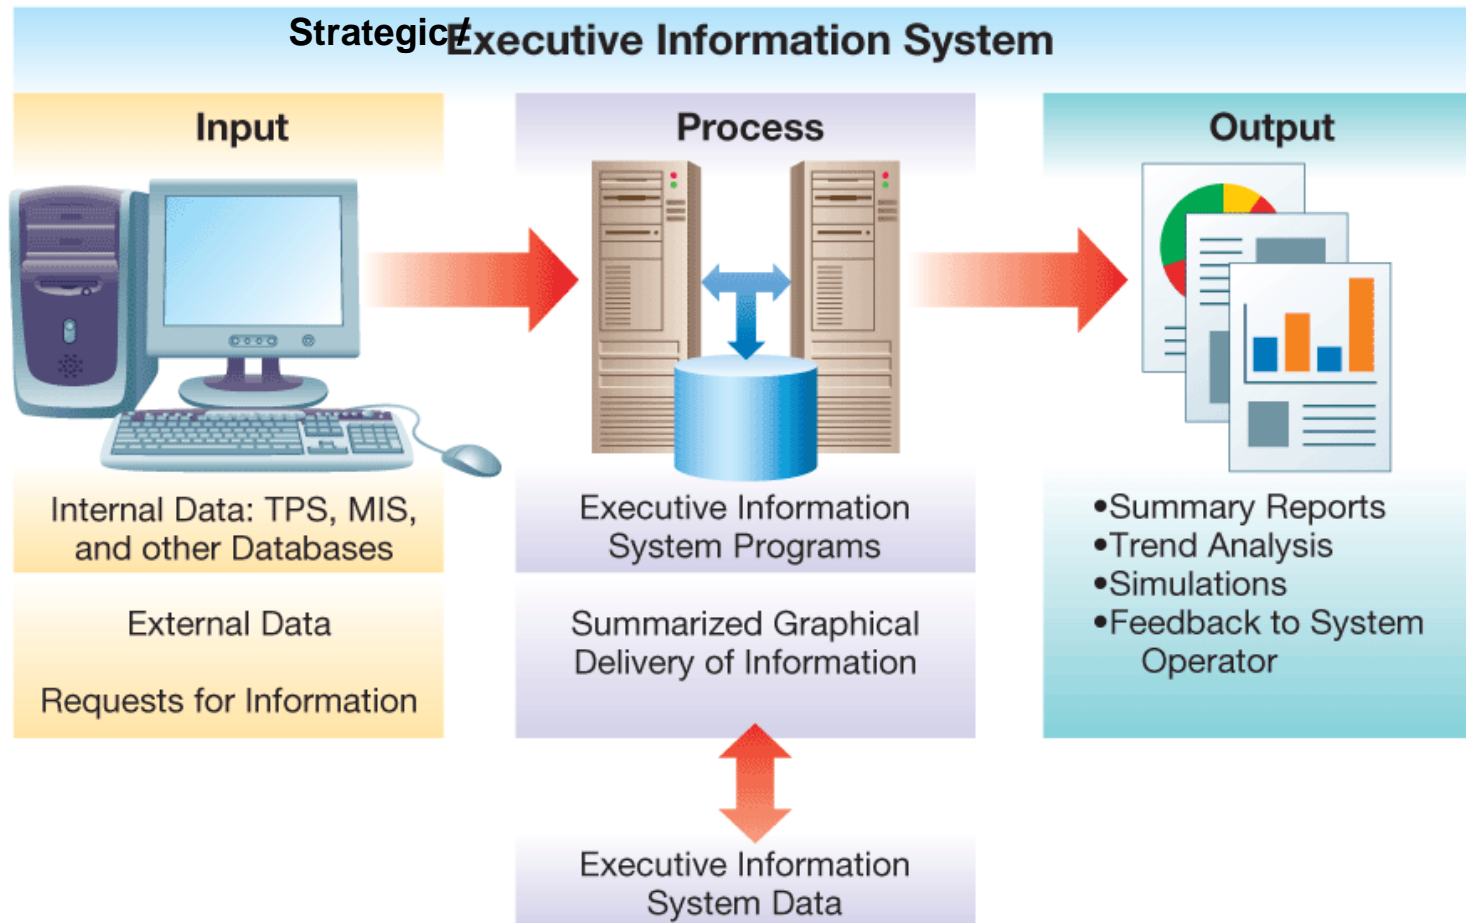 Strategic/Executive Information System
Input
Internal Data: TPS, MIS,
and other Databases
External Data
Requests for Information
Process
Executive Information
System Programs
Summarized Graphical
Delivery of Information
Executive Information
System Data
Output
•Summary Reports
•Trend Analysis
•Simulations
•Feedback to System
Operator